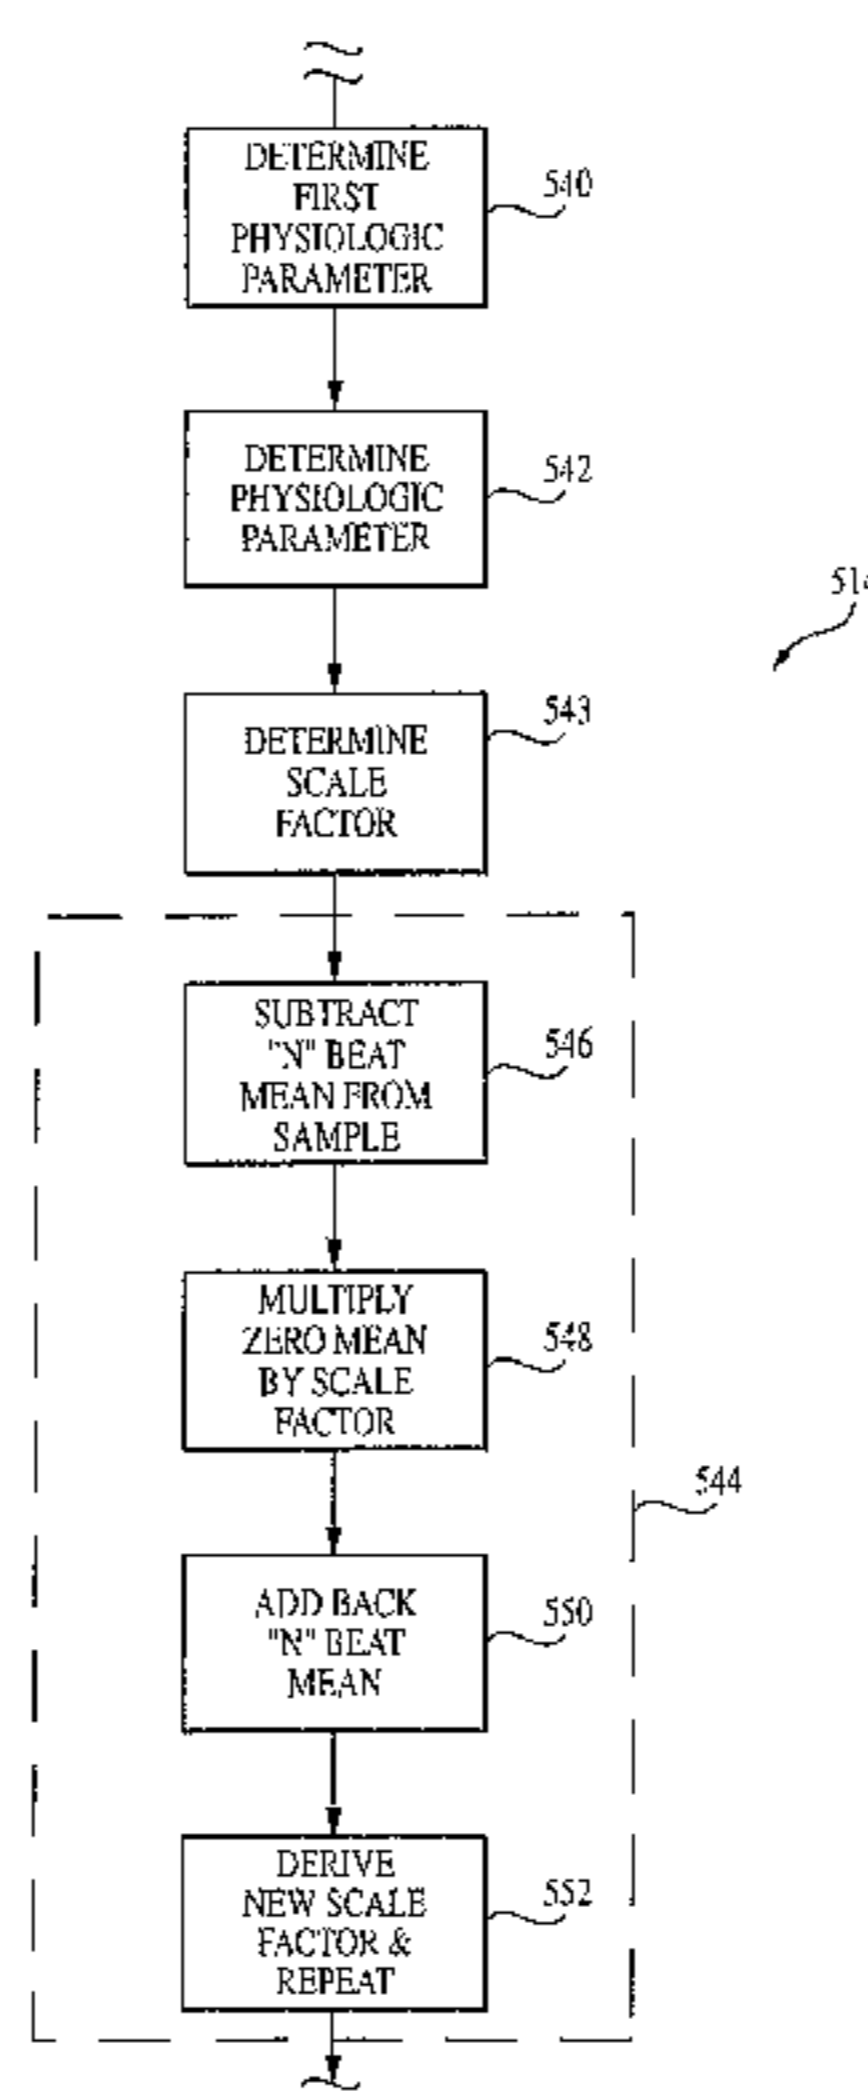 DETERMINE
FIRST
PHYSIOLOGIC
PARAMETER
540
DETERMINE
PHYSIOLOGIC
PARAMETER
542
514
DETERMINE
SCALE
FACTOR
543
SUBTRACT
"N" BEAT
MEAN FROM
SAMPLE
546
MULTIPLY
ZERO MEAN
BY SCALE
FACTOR
548
544
ADD BACK
"N" BEAT
MEAN
550
DERIVE
NEW SCALE
FACTOR &
REPEAT
552